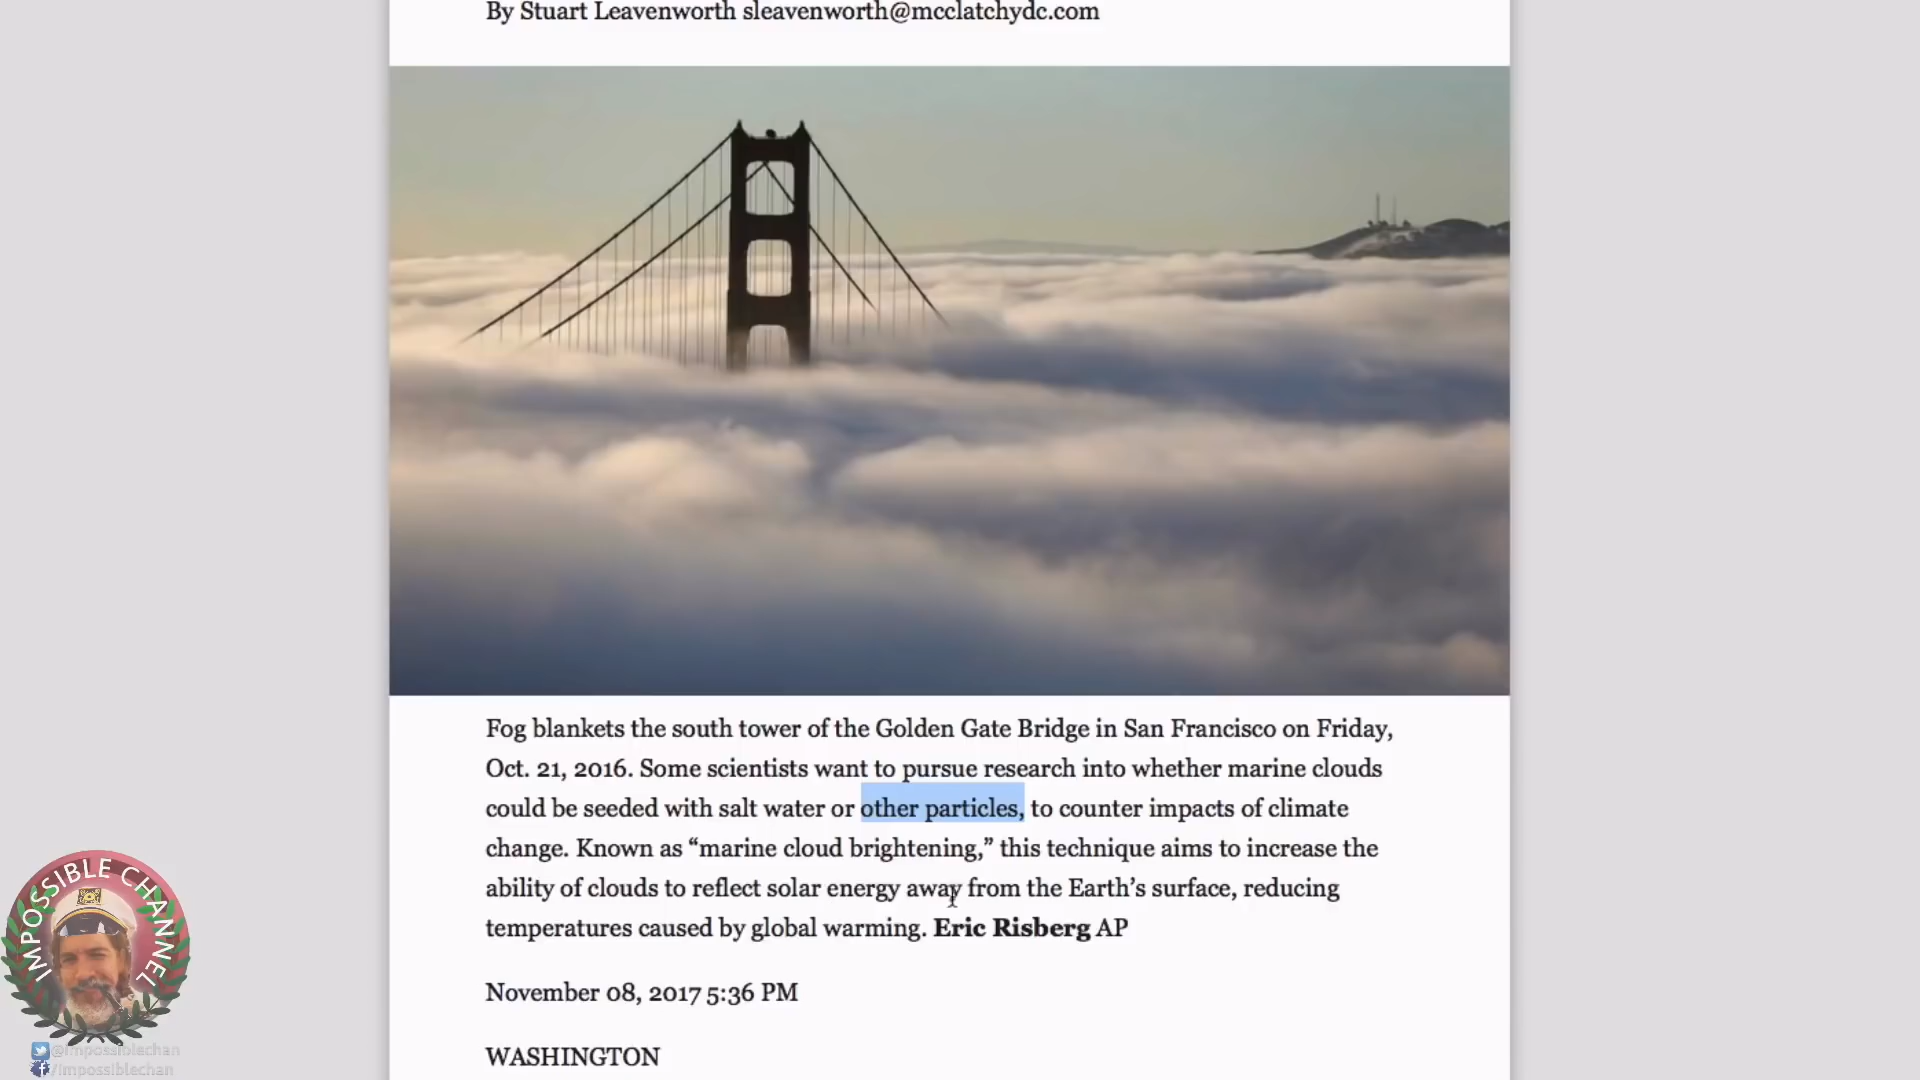 By Stuart Leavenworth sleavenworth@mcclatchydc.com
Fog blankets the south tower of the Golden Gate Bridge in San Francisco on Friday,
Oct. 21, 2016. Some scientists want to pursue research into whether marine clouds
could be seeded with salt water or other particles, to counter impacts of climate
change. Known as “marine cloud brightening,” this technique aims to increase the
ability of clouds to reflect solar energy away from the Earth’s surface, reducing
temperatures caused by global warming. Eric Risberg AP
November 08, 2017 5:36 PM
WASHINGTON
IMPOSSIBLE CHANNEL
@impossiblechan
/impossiblechan